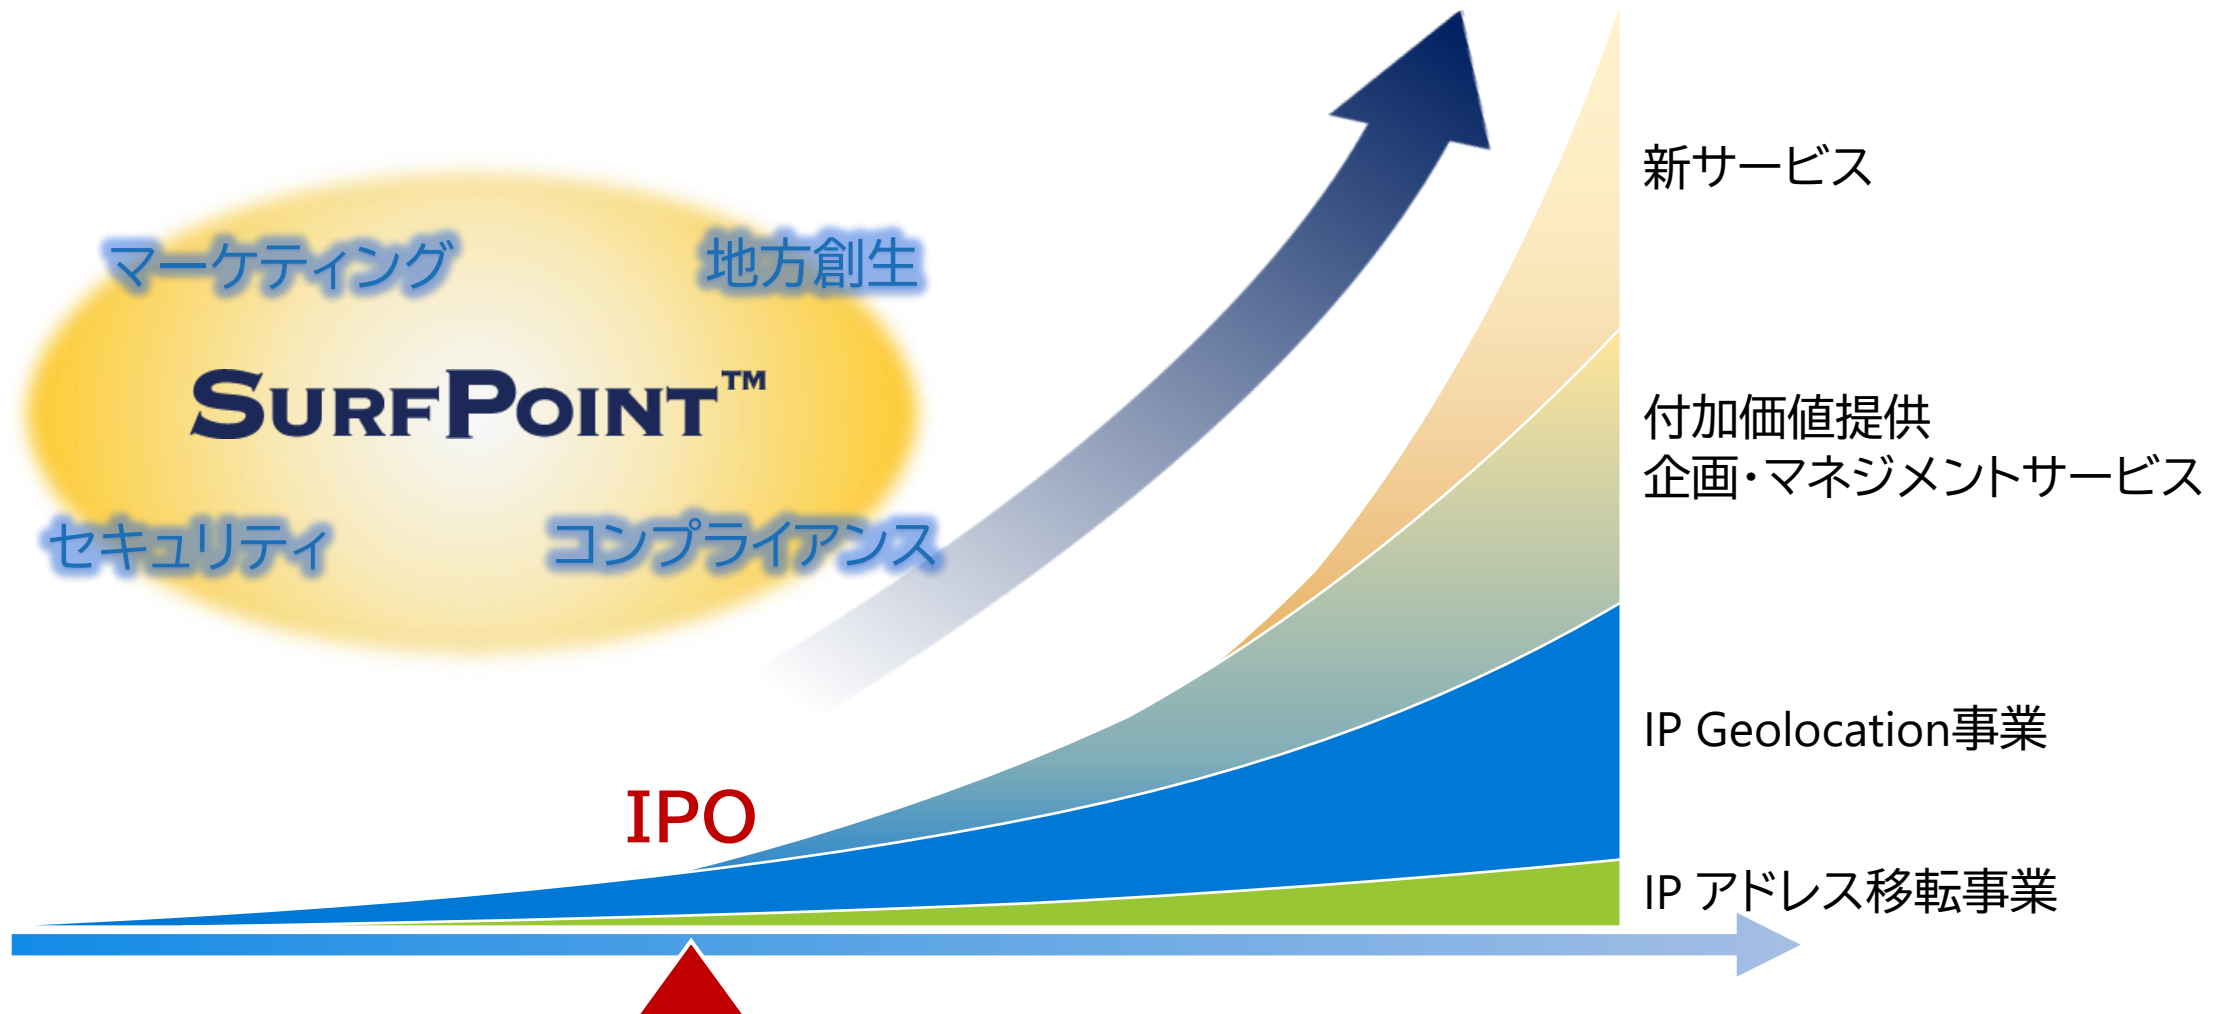 マーケティング
地方創生
SURFPOINT™
セキュリティ
コンプライアンス
IPO
新サービス
付加価値提供
企画・マネジメントサービス
IP Geolocation事業
IP アドレス移転事業